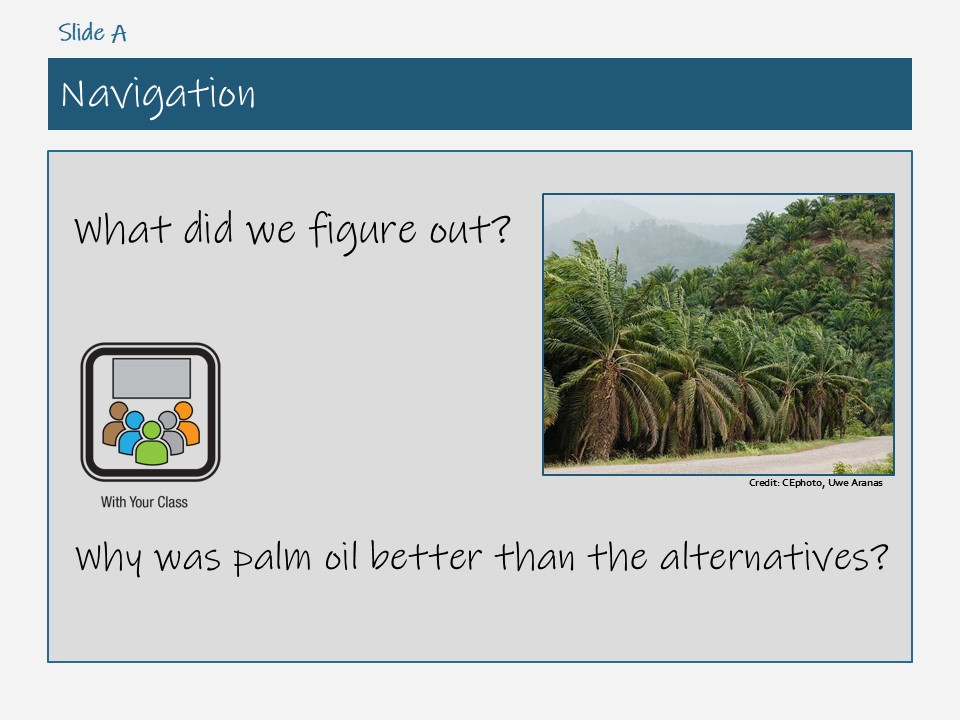 Slide A
Navigation
What did we figure out?
With Your Class
Credit: CEphoto, Uwe Aranas
Why was palm oil better than the alternatives?